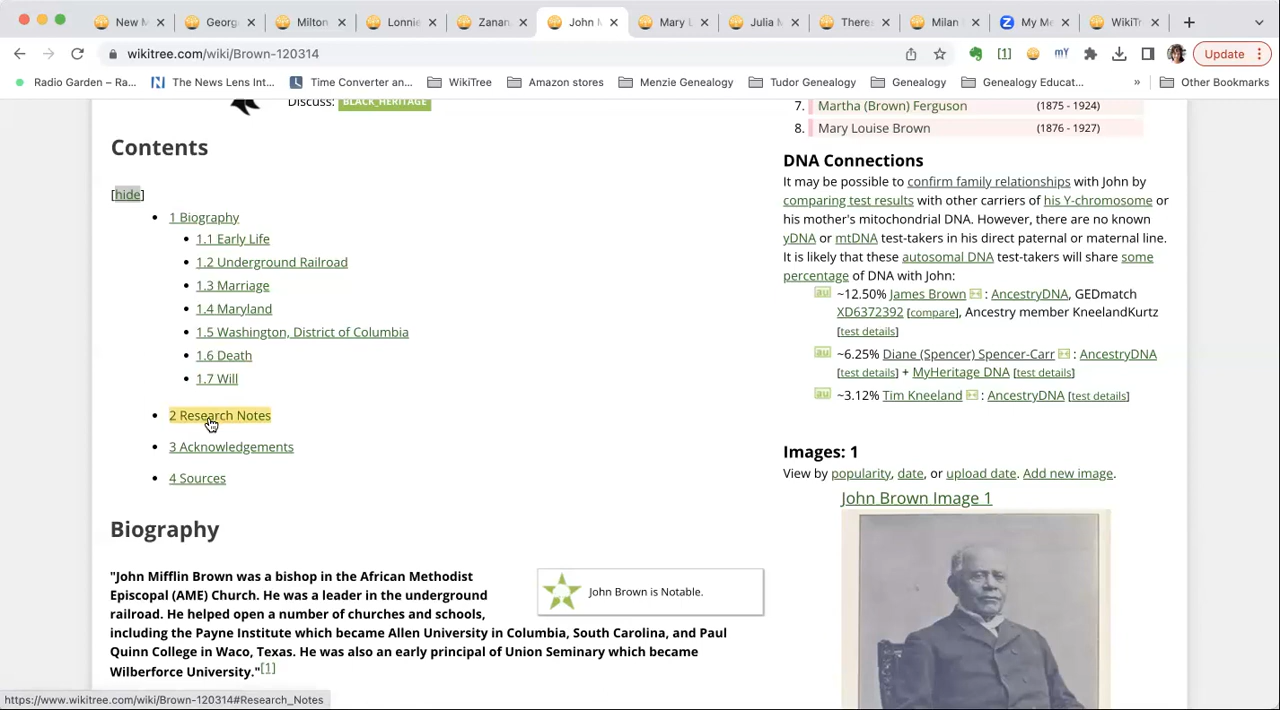 New M
Georg
Milton
Lonnie
Zanan
John M
Mary L
Julia M
Theres
Milan
My Me
WikiTr
wikitree.com/wiki/Brown-120314
Update
Radio Garden – Ra...
The News Lens Int...
Time Converter an...
WikiTree
Amazon stores
Menzie Genealogy
Tudor Genealogy
Genealogy
Genealogy Educat...
»
Other Bookmarks
Discuss: BLACK_HERITAGE
Contents
[hide]
1 Biography
1.1 Early Life
1.2 Underground Railroad
1.3 Marriage
1.4 Maryland
1.5 Washington, District of Columbia
1.6 Death
1.7 Will
2 Research Notes
3 Acknowledgements
4 Sources
Biography
"John Mifflin Brown was a bishop in the African Methodist
Episcopal (AME) Church. He was a leader in the underground
railroad. He helped open a number of churches and schools,
including the Payne Institute which became Allen University in Columbia, South Carolina, and Paul
Quinn College in Waco, Texas. He was also an early principal of Union Seminary which became
Wilberforce University."[1]
John Brown is Notable.
7. Martha (Brown) Ferguson (1875 - 1924)
8. Mary Louise Brown (1876 - 1927)
DNA Connections
It may be possible to confirm family relationships with John by
comparing test results with other carriers of his Y-chromosome or
his mother's mitochondrial DNA. However, there are no known
yDNA or mtDNA test-takers in his direct paternal or maternal line.
It is likely that these autosomal DNA test-takers will share some
percentage of DNA with John:
au ~12.50% James Brown : AncestryDNA, GEDmatch
XD6372392 [compare], Ancestry member KneelandKurtz
[test details]
au ~6.25% Diane (Spencer) Spencer-Carr : AncestryDNA
[test details] + MyHeritage DNA [test details]
au ~3.12% Tim Kneeland : AncestryDNA [test details]
Images: 1
View by popularity, date, or upload date. Add new image.
John Brown Image 1
https://www.wikitree.com/wiki/Brown-120314#Research_Notes